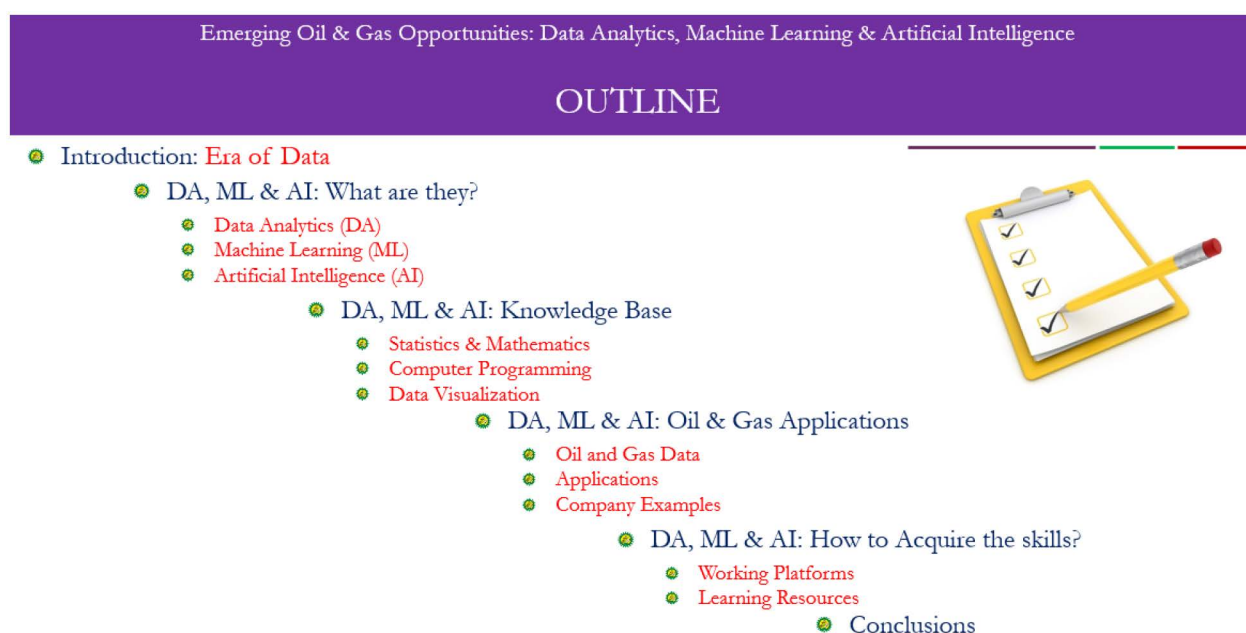 Emerging Oil & Gas Opportunities: Data Analytics, Machine Learning & Artificial Intelligence
OUTLINE
Introduction: Era of Data
DA, ML & AI: What are they?
Data Analytics (DA)
Machine Learning (ML)
Artificial Intelligence (AI)
DA, ML & AI: Knowledge Base
Statistics & Mathematics
Computer Programming
Data Visualization
DA, ML & AI: Oil & Gas Applications
Oil and Gas Data
Applications
Company Examples
DA, ML & AI: How to Acquire the skills?
Working Platforms
Learning Resources
Conclusions